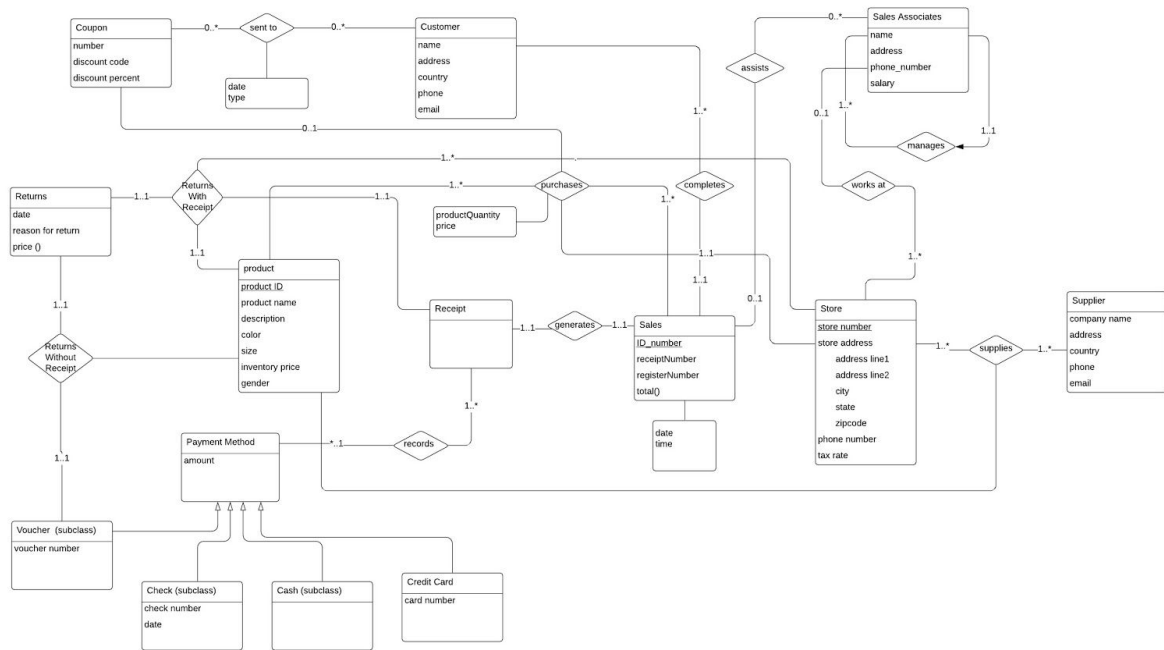 Coupon
number
discount code
discount percent
0..*
sent to
0..*
date
type
Customer
name
address
country
phone
email
0..*
assists
Sales Associates
name
address
phone_number
salary
0..1
1..*
1..1
manages
works at
0..1
1..*
1..*
1..*
purchases
1..*
completes
productQuantity
price
1..1
1..1
0..1
1..*
Returns
date
reason for return
price ()
1..1
Returns
With
Receipt
1..1
1..1
product
product ID
product name
description
color
size
inventory price
gender
Receipt
1..1
generates
1..1
Sales
ID_number
receiptNumber
registerNumber
total()
date
time
Store
store number
store address
address line1
address line2
city
state
zipcode
phone number
tax rate
1..*
supplies
1..*
Supplier
company name
address
country
phone
email
1..1
Returns
Without
Receipt
1..1
1..*
Payment Method
amount
*..1
records
Voucher (subclass)
voucher number
Check (subclass)
check number
date
Cash (subclass)
Credit Card
card number